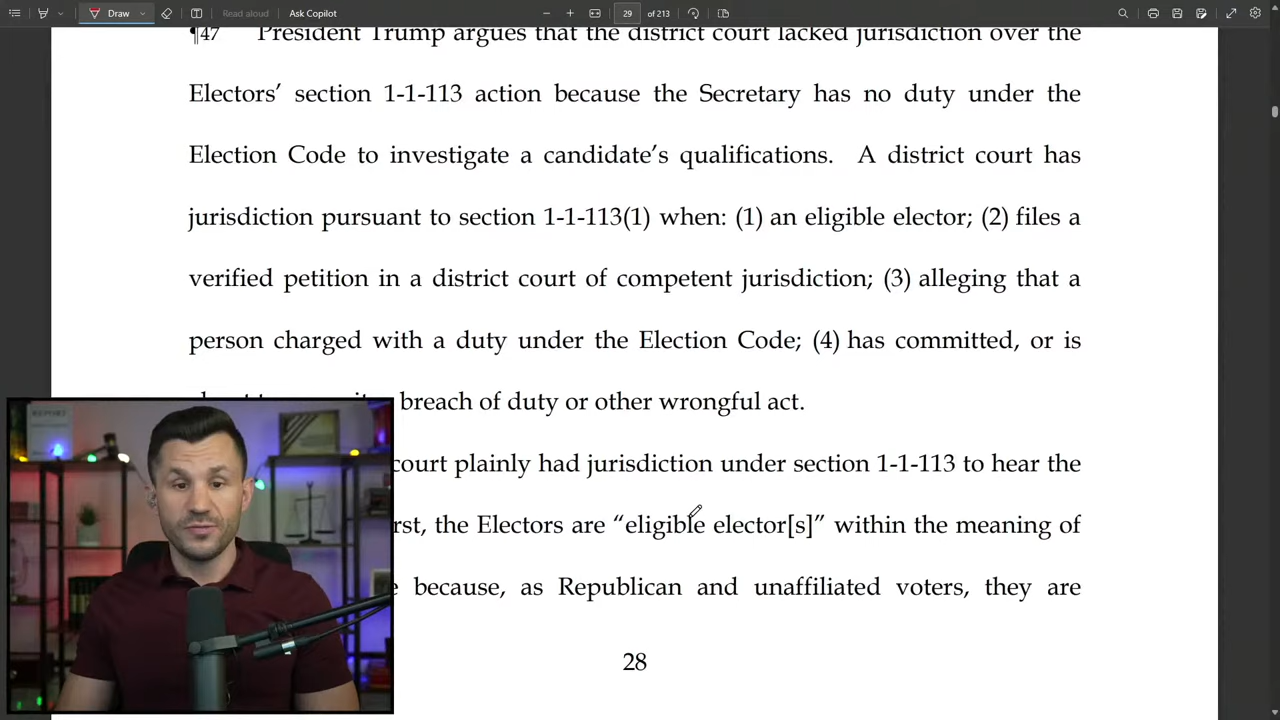 Draw
Read aloud
Ask Copilot
29
of 213
¶47 President Trump argues that the district court lacked jurisdiction over the
Electors’ section 1-1-113 action because the Secretary has no duty under the
Election Code to investigate a candidate’s qualifications. A district court has
jurisdiction pursuant to section 1-1-113(1) when: (1) an eligible elector; (2) files a
verified petition in a district court of competent jurisdiction; (3) alleging that a
person charged with a duty under the Election Code; (4) has committed, or is
breach of duty or other wrongful act.
court plainly had jurisdiction under section 1-1-113 to hear the
the Electors are “eligible elector[s]” within the meaning of
because, as Republican and unaffiliated voters, they are
28